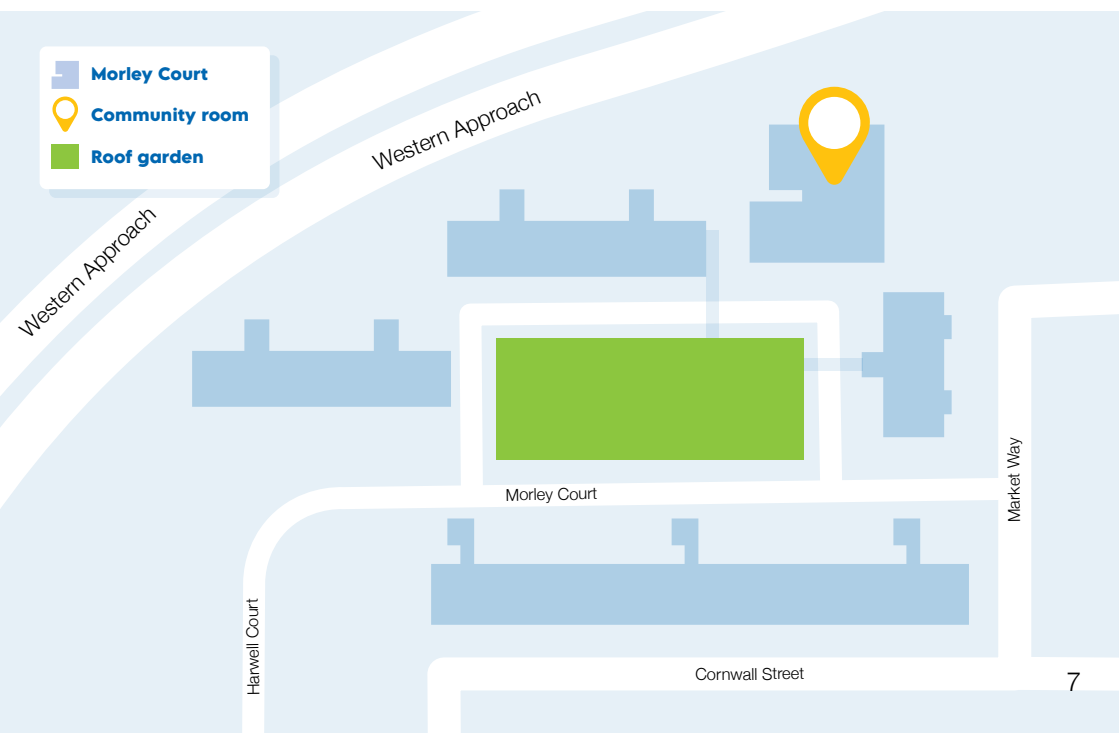 Morley Court
Community room
Roof garden
Western Approach
Western Approach
Morley Court
Market Way
Harwell Court
Cornwall Street
7